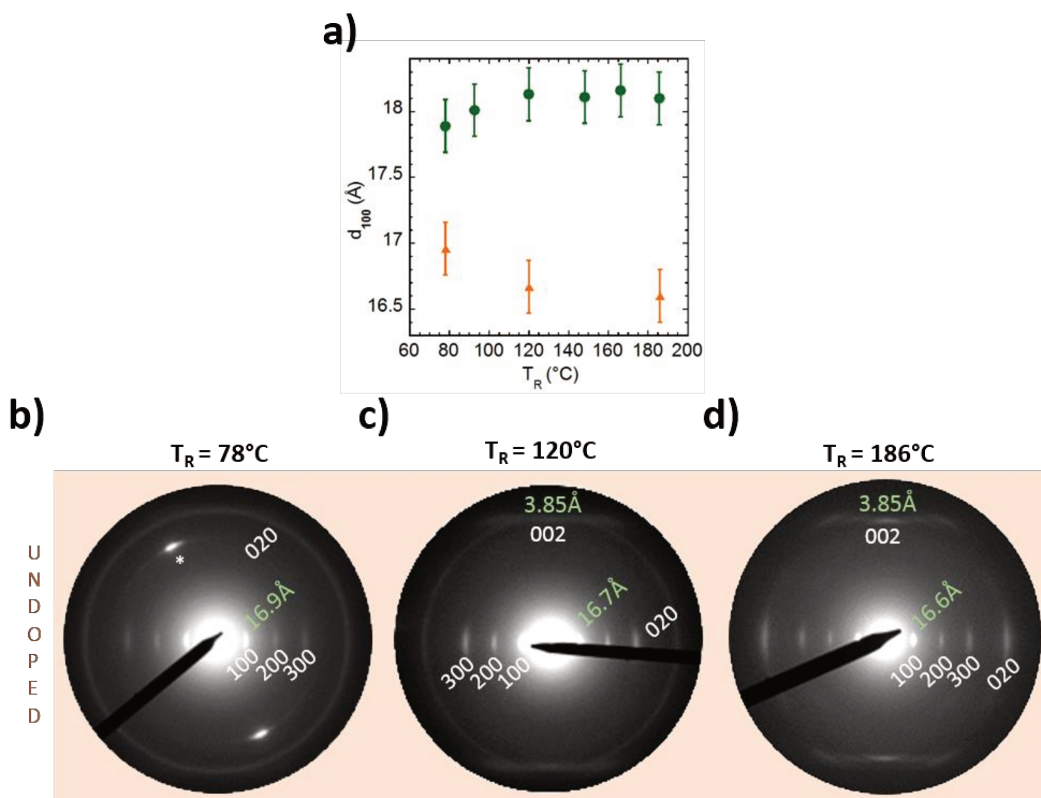 a)
18
17.5
17
16.5
d100 (Å)
60 80 100 120 140 160 180 200
TR (°C)
b)
c)
d)
TR = 78°C
TR = 120°C
TR = 186°C
UNDOPED
020
*
16.9Å
100 200 300
3.85Å
002
16.7Å
020
300 200 100
3.85Å
002
16.6Å
100 200 300 020